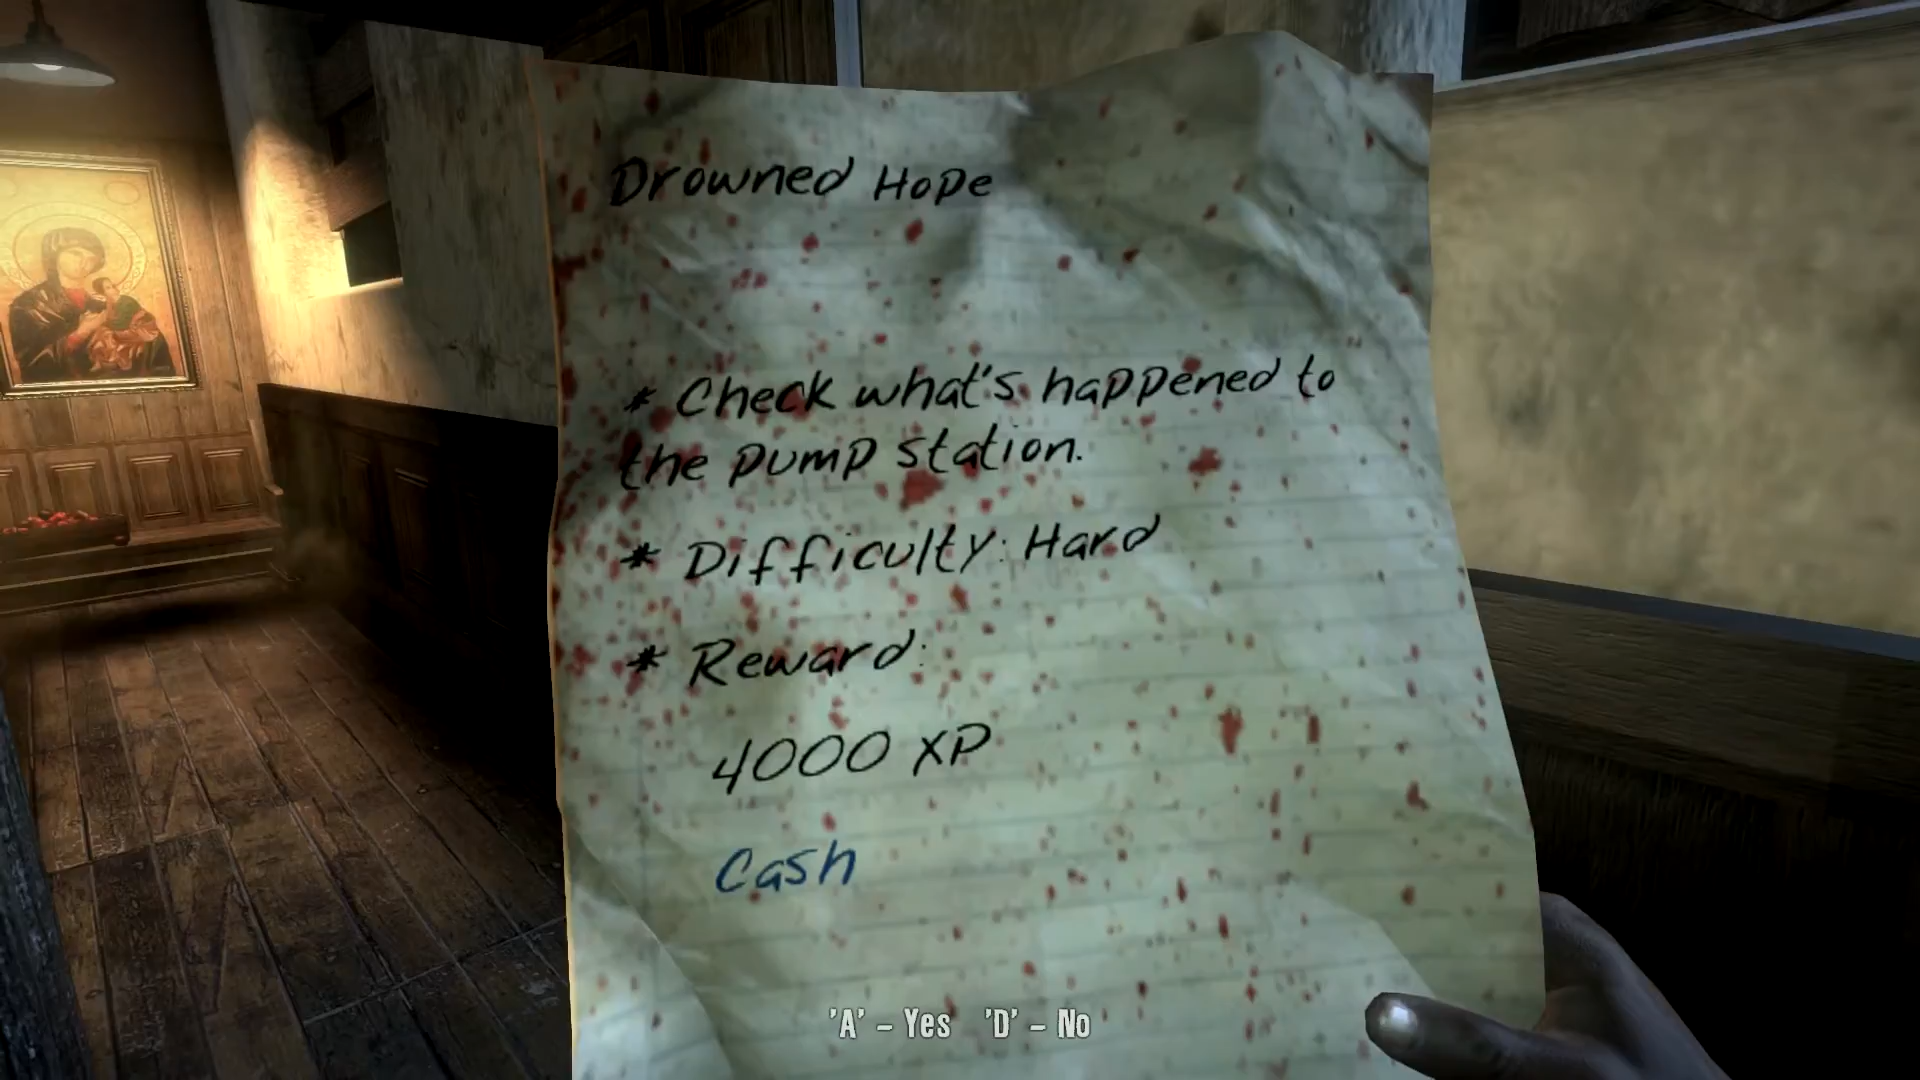 Drowned Hope
* Check what's happened to
the pump station.
* Difficulty: Hard
* Reward:
4000 XP
Cash
'A' – Yes 'D' – No